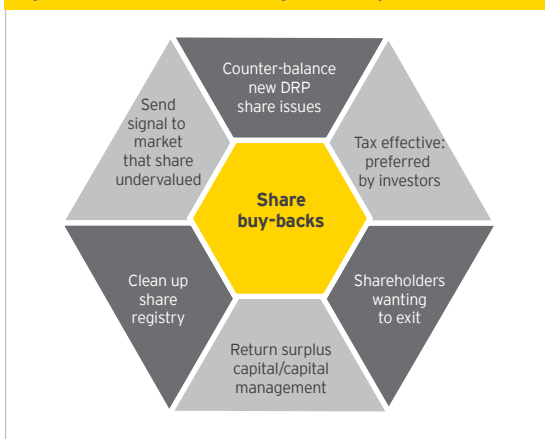 Counter-balance
new DRP
share issues
Tax effective:
preferred
by investors
Shareholders
wanting
to exit
Return surplus
capital/capital
management
Clean up
share
registry
Send
signal to
market
that share
undervalued
Share
buy-backs